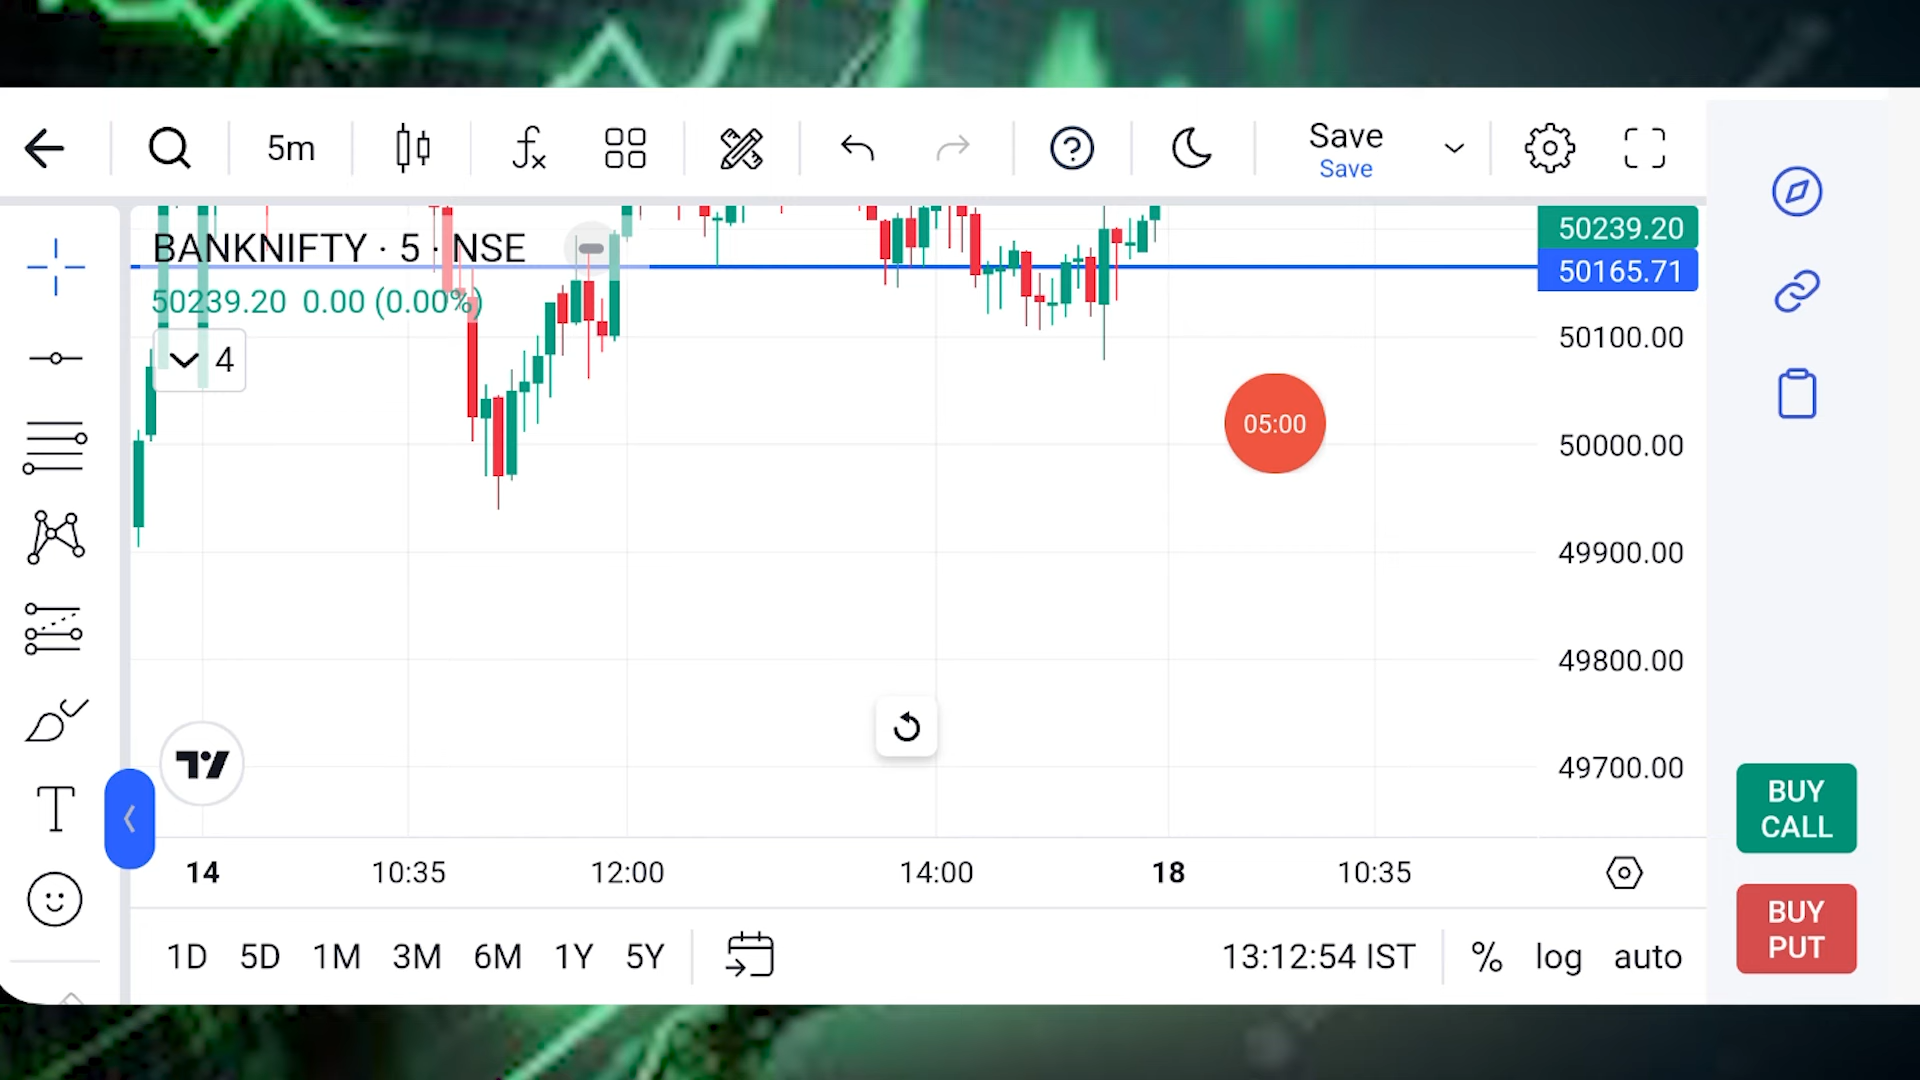 5m
Save
Save
BANKNIFTY · 5 · NSE
50239.20 0.00 (0.00%)
4
50239.20
50165.71
50100.00
50000.00
49900.00
49800.00
49700.00
05:00
14 10:35 12:00 14:00 18 10:35
1D 5D 1M 3M 6M 1Y 5Y
13:12:54 IST % log auto
BUY
CALL
BUY
PUT